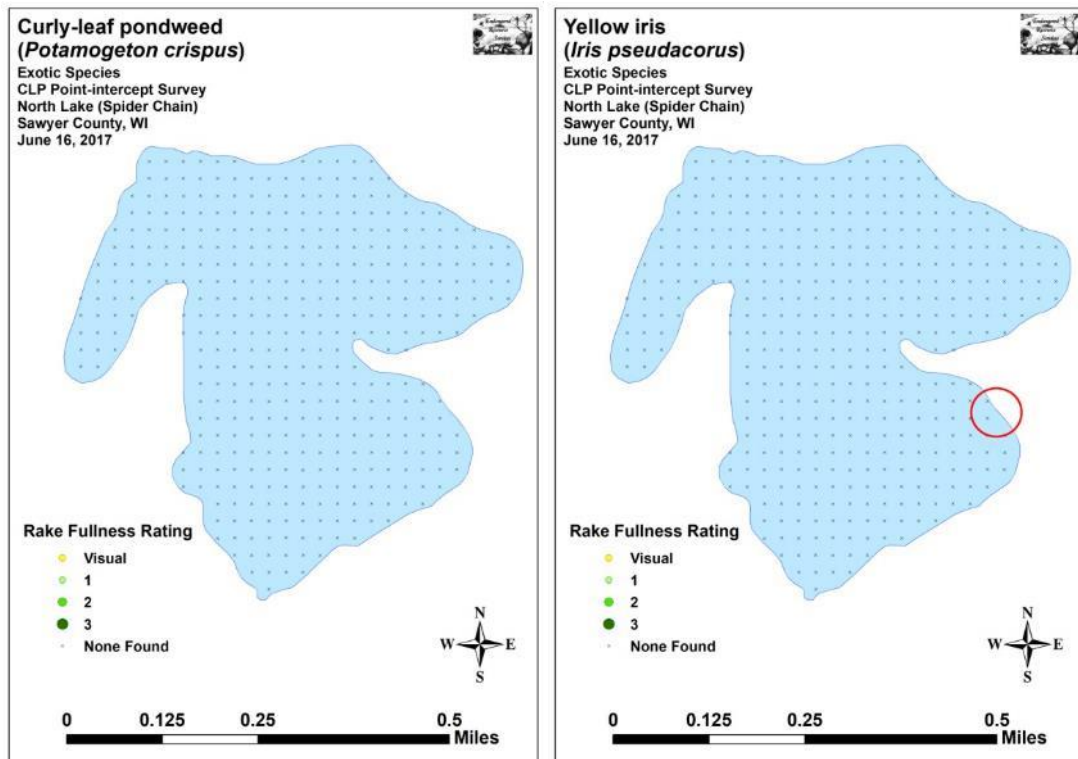 Curly-leaf pondweed
(Potamogeton crispus)
Exotic Species
CLP Point-intercept Survey
North Lake (Spider Chain)
Sawyer County, WI
June 16, 2017
Rake Fullness Rating
Visual
1
2
3
None Found
N
W E
S
0 0.125 0.25 0.5
Miles
Yellow iris
(Iris pseudacorus)
Exotic Species
CLP Point-intercept Survey
North Lake (Spider Chain)
Sawyer County, WI
June 16, 2017
Rake Fullness Rating
Visual
1
2
3
None Found
N
W E
S
0 0.125 0.25 0.5
Miles